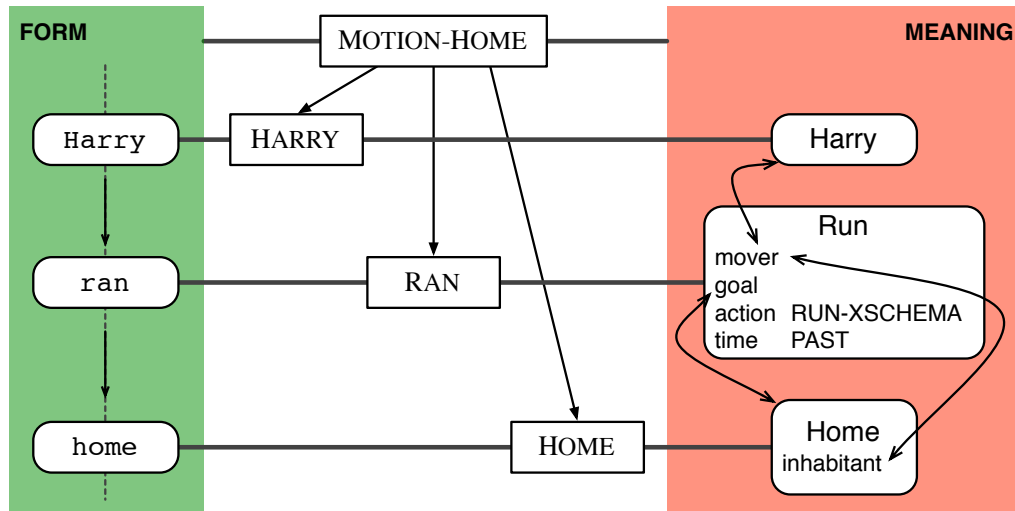 FORM
MOTION-HOME
MEANING
Harry
HARRY
Harry
Run
mover
ran
RAN
goal
action RUN-XSCHEMA
time PAST
home
HOME
Home
inhabitant